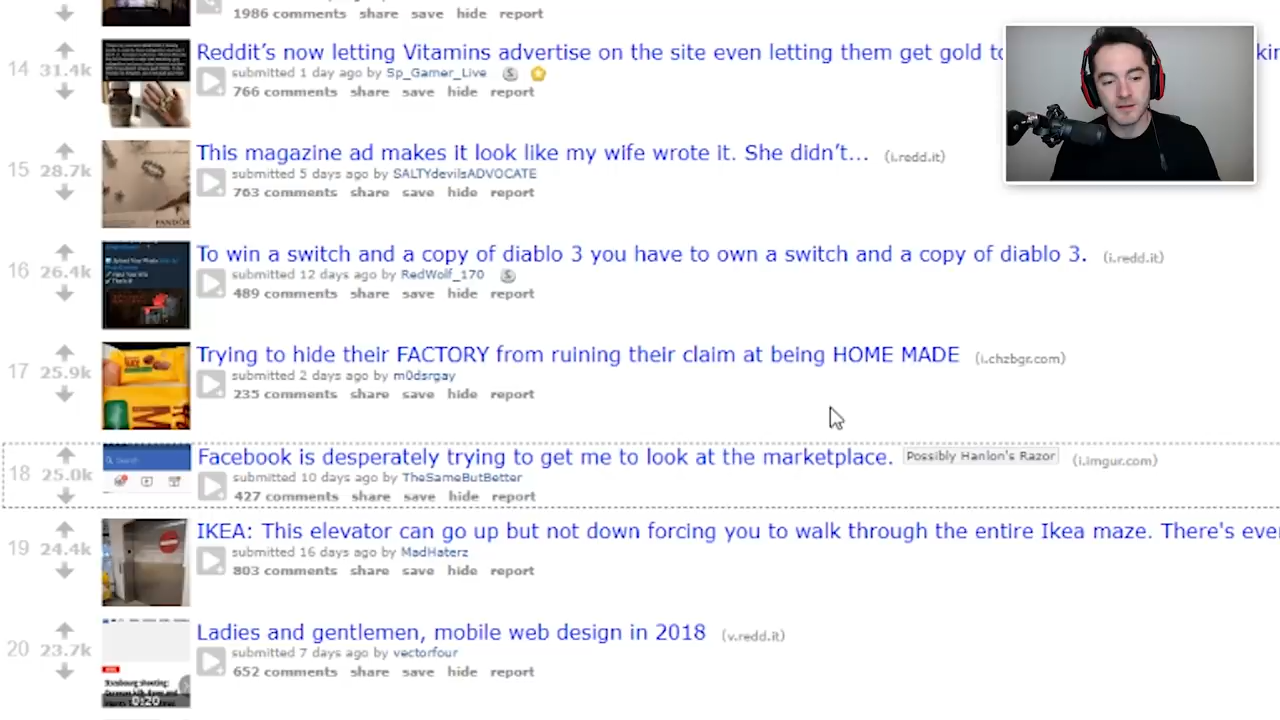 1986 comments share save hide report
14 31.4k Reddit's now letting Vitamins advertise on the site even letting them get gold
submitted 1 day ago by Sp_Gamer_Live S
766 comments share save hide report
15 28.7k This magazine ad makes it look like my wife wrote it. She didn't... (i.redd.it)
submitted 5 days ago by SALTYdevilsADVOCATE
763 comments share save hide report
PANDORA
16 26.4k To win a switch and a copy of diablo 3 you have to own a switch and a copy of diablo 3. (i.redd.it)
submitted 12 days ago by RedWolf_170 S
489 comments share save hide report
17 25.9k Trying to hide their FACTORY from ruining their claim at being HOME MADE (i.chzbgr.com)
submitted 2 days ago by m0dsrgay
235 comments share save hide report
18 25.0k Facebook is desperately trying to get me to look at the marketplace. Possibly Hanlon's Razor (i.imgur.com)
Search
submitted 10 days ago by TheSameButBetter
427 comments share save hide report
19 24.4k IKEA: This elevator can go up but not down forcing you to walk through the entire Ikea maze. There's even
submitted 16 days ago by MadHaterz
803 comments share save hide report
20 23.7k Ladies and gentlemen, mobile web design in 2018 (v.redd.it)
submitted 7 days ago by vectorfour
652 comments share save hide report
Strasbourg shooting:
0:20